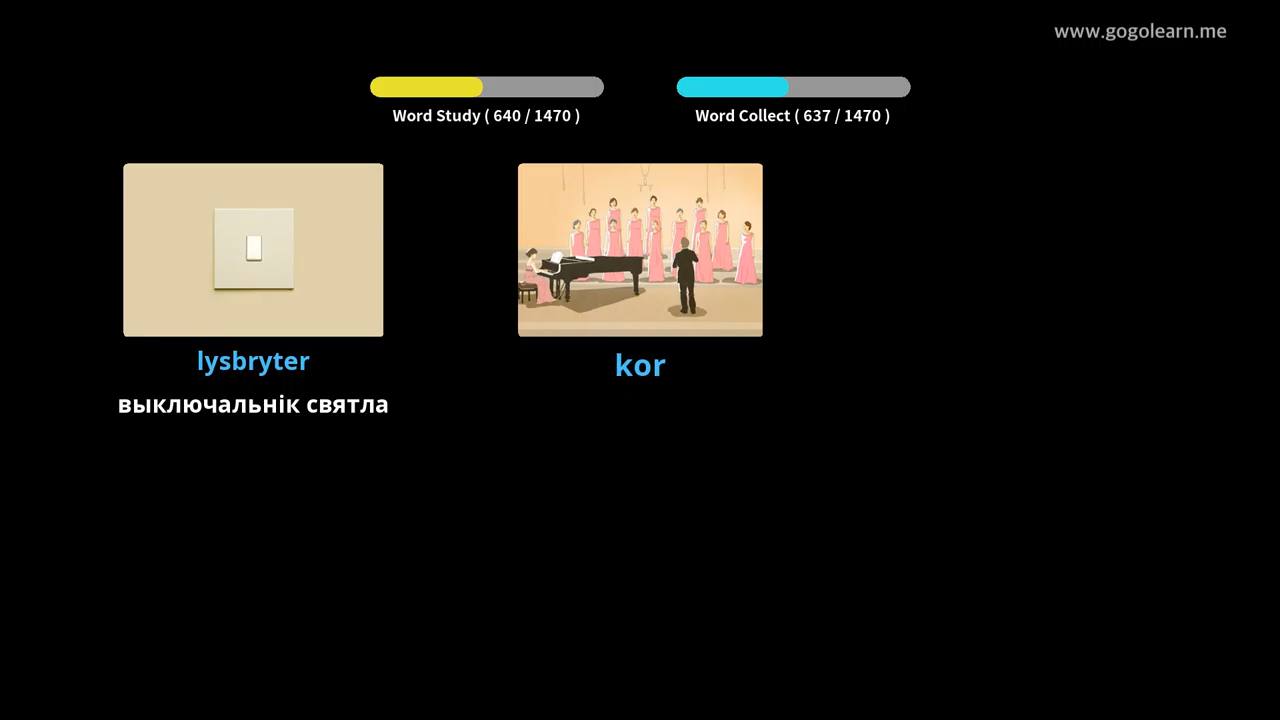 www.gogolearn.me
Word Study ( 640 / 1470 )
Word Collect ( 637 / 1470 )
lysbryter
kor
выключальнік святла